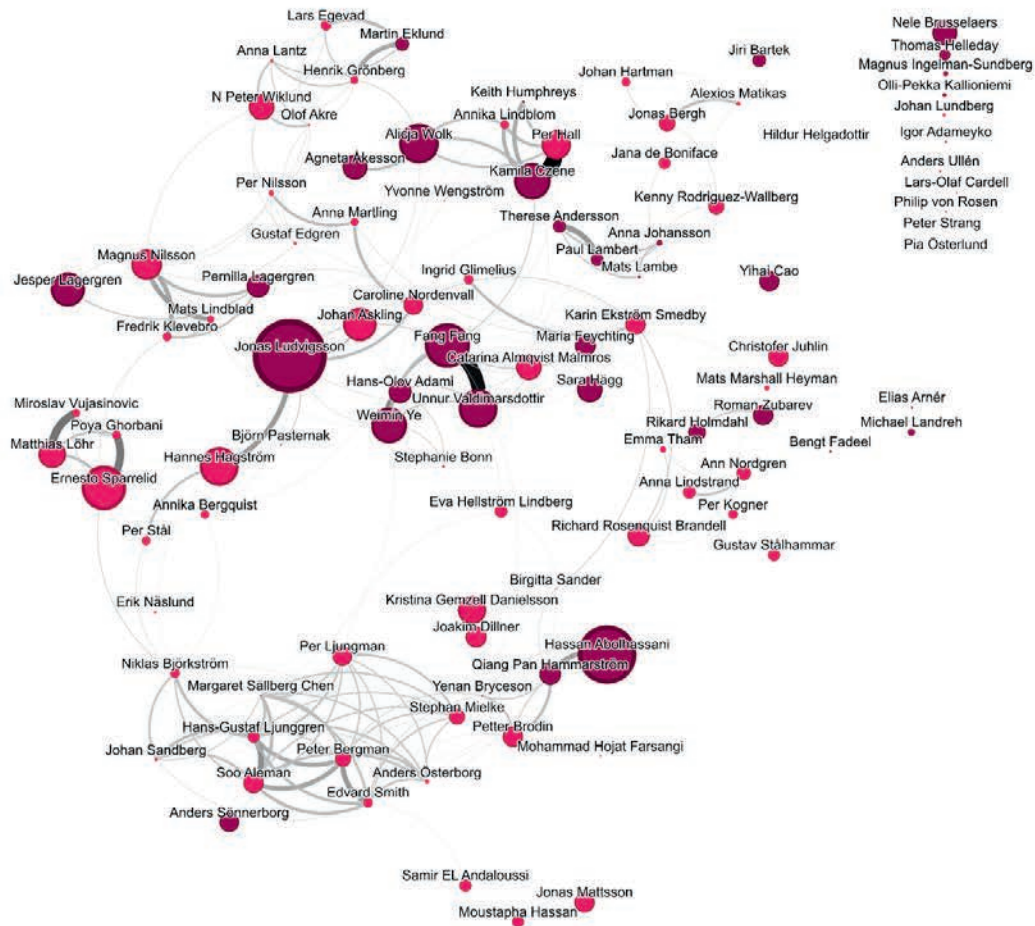 Lars Egevad
Martin Eklund
Anna Lantz
Henrik Grönberg
N Peter Wiklund
Olof Akre
Alicja Wolk
Agneta Åkesson
Keith Humphreys
Annika Lindblom
Per Hall
Kamila Czene
Yvonne Wengström
Johan Hartman
Alexios Matikas
Jonas Bergh
Jana de Boniface
Kenny Rodriguez-Wallberg
Jiri Bartek
Hildur Helgadottir
Nele Brusselaers
Thomas Helleday
Magnus Ingelman-Sundberg
Olli-Pekka Kallioniemi
Johan Lundberg
Igor Adameyko
Anders Ullén
Lars-Olaf Cardell
Philip von Rosen
Peter Strang
Pia Österlund
Per Nilsson
Anna Martling
Gustaf Edgren
Therese Andersson
Anna Johansson
Paul Lambert
Mats Lambe
Magnus Nilsson
Jesper Lagergren
Pernilla Lagergren
Mats Lindblad
Fredrik Klevebro
Ingrid Glimelius
Caroline Nordenvall
Johan Askling
Jonas Ludvigsson
Yihai Cao
Karin Ekström Smedby
Fang Fang
Maria Feychting
Catarina Almqvist Malmros
Hans-Olov Adami
Sara Hägg
Unnur Valdimarsdottir
Weimin Ye
Christofer Juhlin
Mats Marshall Heyman
Roman Zubarev
Rikard Holmdahl
Elias Arnér
Michael Landreh
Bengt Fadeel
Miroslav Vujasinovic
Poya Ghorbani
Matthias Löhr
Ernesto Sparrelid
Björn Pasternak
Hannes Hagström
Stephanie Bonn
Emma Tham
Ann Nordgren
Anna Lindstrand
Annika Bergquist
Eva Hellström Lindberg
Per Kogner
Per Stål
Richard Rosenquist Brandell
Gustav Stålhammar
Erik Näslund
Birgitta Sander
Kristina Gemzell Danielsson
Joakim Dillner
Hassan Abolhassani
Per Ljungman
Niklas Björkström
Qiang Pan Hammarström
Margaret Sällberg Chen
Yenan Bryceson
Stephan Mielke
Hans-Gustaf Ljunggren
Petter Brodin
Johan Sandberg
Peter Bergman
Mohammad Hojat Farsangi
Soo Aleman
Anders Österborg
Edvard Smith
Anders Sönnerborg
Samir EL Andaloussi
Jonas Mattsson
Moustapha Hassan